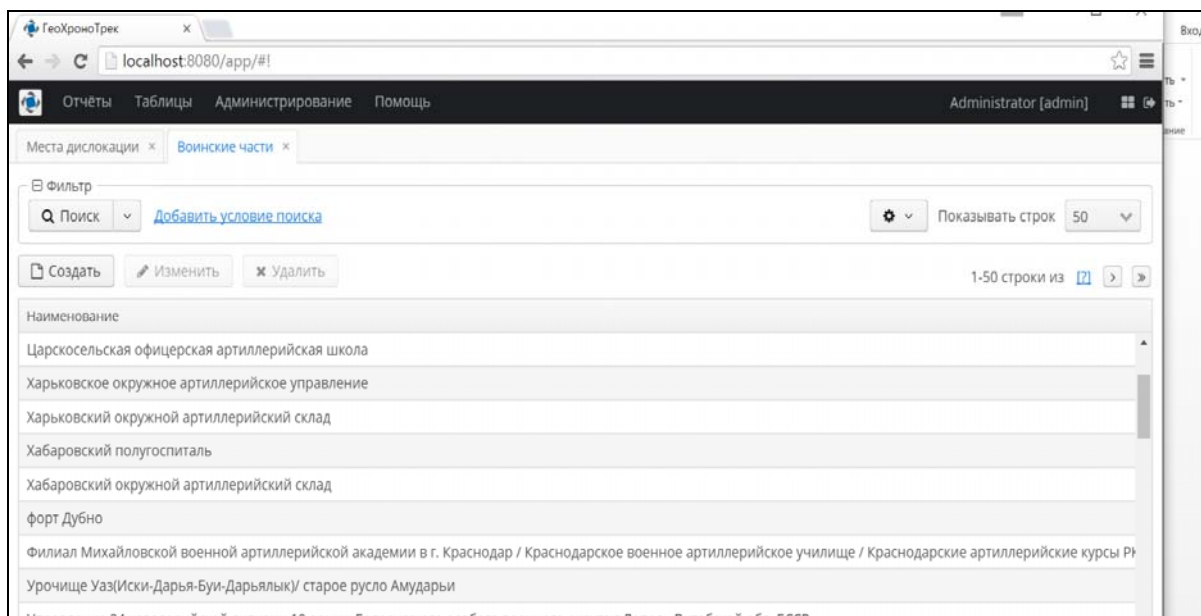 ГеоХроноТрек
Вхо
localhost:8080/app/#!
Отчёты Таблицы Администрирование Помощь Administrator [admin]
Места дислокации Воинские части
Фильтр
Поиск Добавить условие поиска Показывать строк 50
Создать Изменить Удалить 1-50 строки из [?]
Наименование
Царскосельская офицерская артиллерийская школа
Харьковское окружное артиллерийское управление
Харьковский окружной артиллерийский склад
Хабаровский полугоспиталь
Хабаровский окружной артиллерийский склад
форт Дубно
Филиал Михайловской военной артиллерийской академии в г. Краснодар / Краснодарское военное артиллерийское училище / Краснодарские артиллерийские курсы РК
Урочище Уаз(Иски-Дарья-Буи-Дарьялык)/ старое русло Амударьи